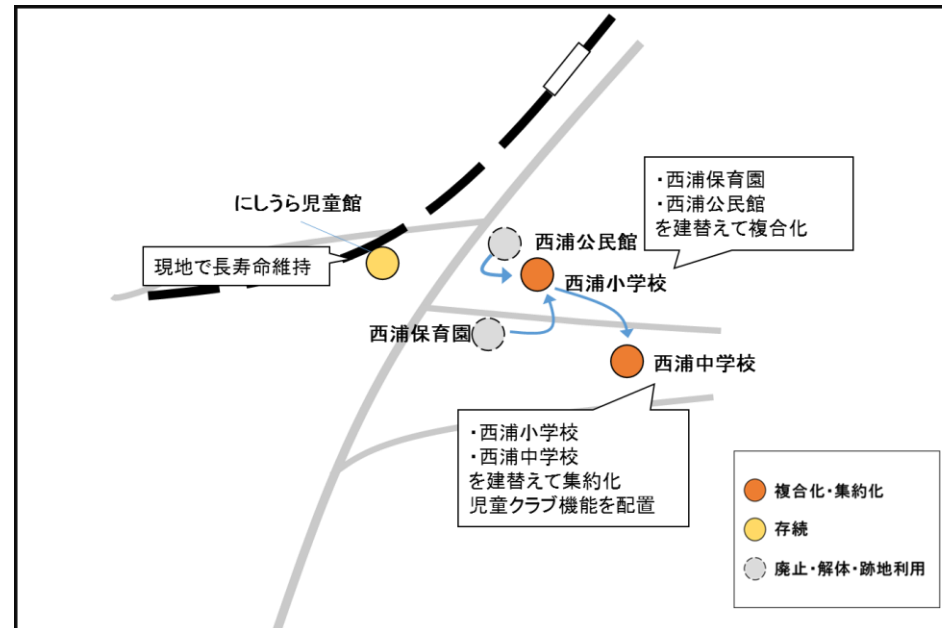 にしうら児童館
現地で長寿命維持
・西浦保育園
・西浦公民館
を建替えて複合化
西浦公民館
西浦小学校
西浦保育園
西浦中学校
・西浦小学校
・西浦中学校
を建替えて集約化
児童クラブ機能を配置
複合化・集約化
存続
廃止・解体・跡地利用